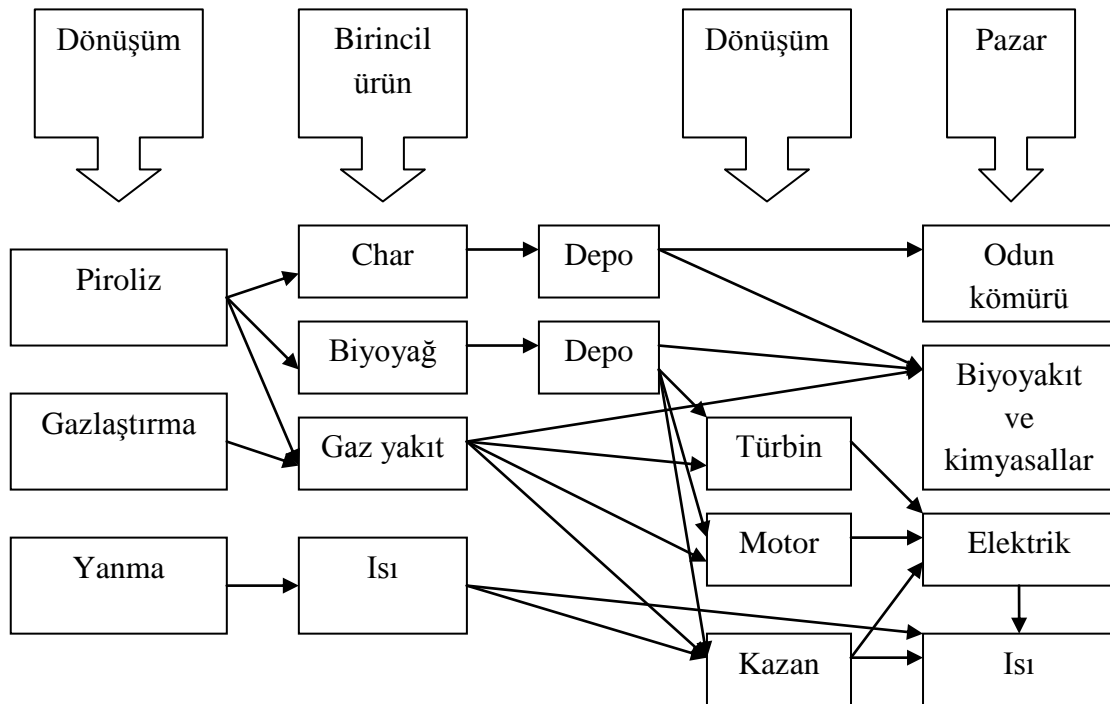 Dönüşüm
Birincil
ürün
Dönüşüm
Pazar
Char
Depo
Odun
kömürü
Piroliz
Biyoyağ
Depo
Biyoyakıt
ve
kimyasallar
Gazlaştırma
Gaz yakıt
Türbin
Yanma
Isı
Motor
Elektrik
Kazan
Isı